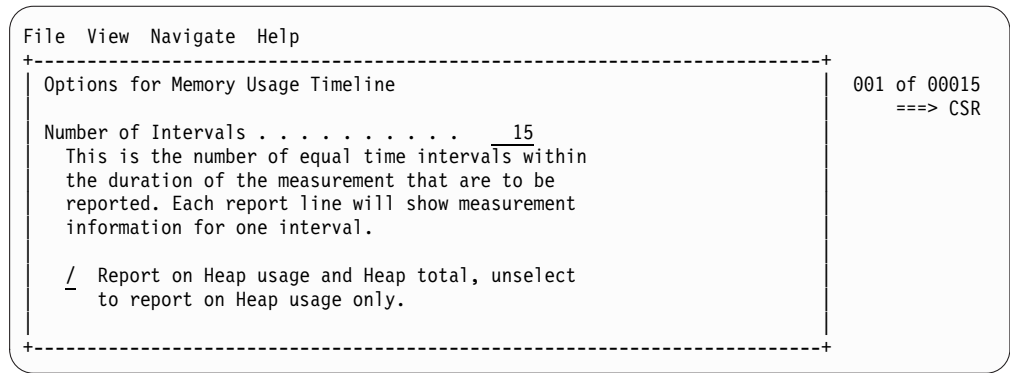 File  View  Navigate  Help
+--------------------------------------------------------------------------+
| Options for Memory Usage Timeline                                        |  001 of 00015
|                                                                          |      ===> CSR
| Number of Intervals . . . . . . . . . .   15                             |
|   This is the number of equal time intervals within                      |
|   the duration of the measurement that are to be                         |
|   reported. Each report line will show measurement                       |
|   information for one interval.                                          |
|                                                                          |
|   /  Report on Heap usage and Heap total, unselect                       |
|      to report on Heap usage only.                                       |
|                                                                          |
+--------------------------------------------------------------------------+